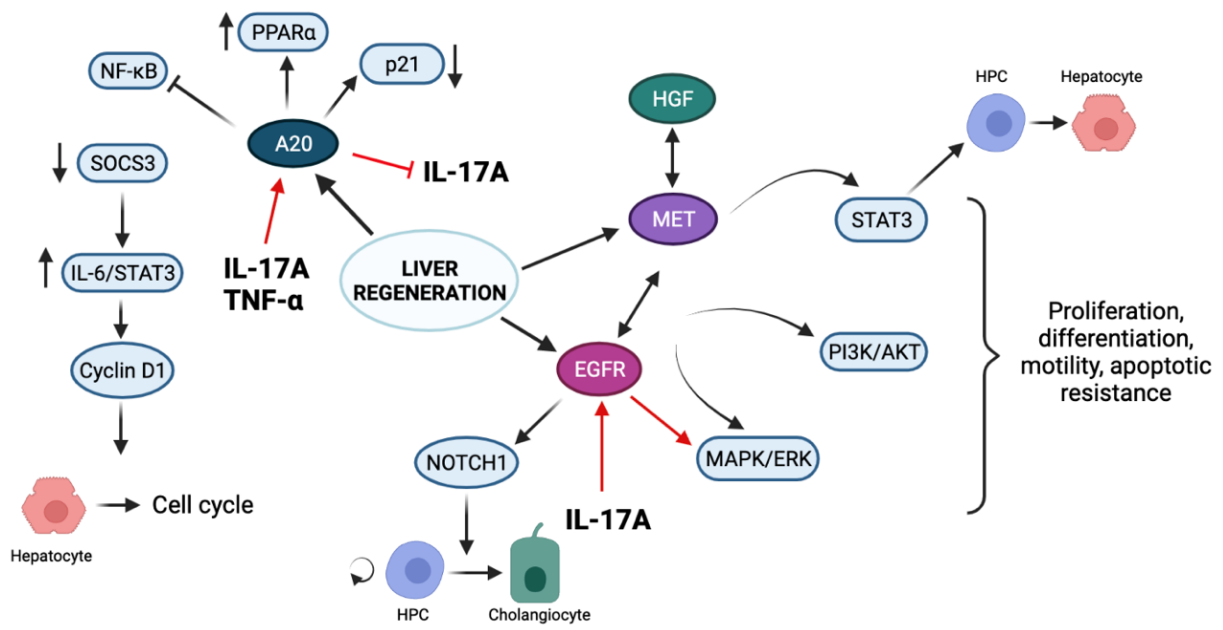 PPARα
NF-κB
p21
A20
SOCS3
IL-17A
IL-6/STAT3
IL-17A
TNF-α
Cyclin D1
Hepatocyte
Cell cycle
LIVER
REGENERATION
HGF
MET
EGFR
NOTCH1
IL-17A
HPC
Cholangiocyte
MAPK/ERK
PI3K/AKT
STAT3
HPC
Hepatocyte
Proliferation,
differentiation,
motility, apoptotic
resistance